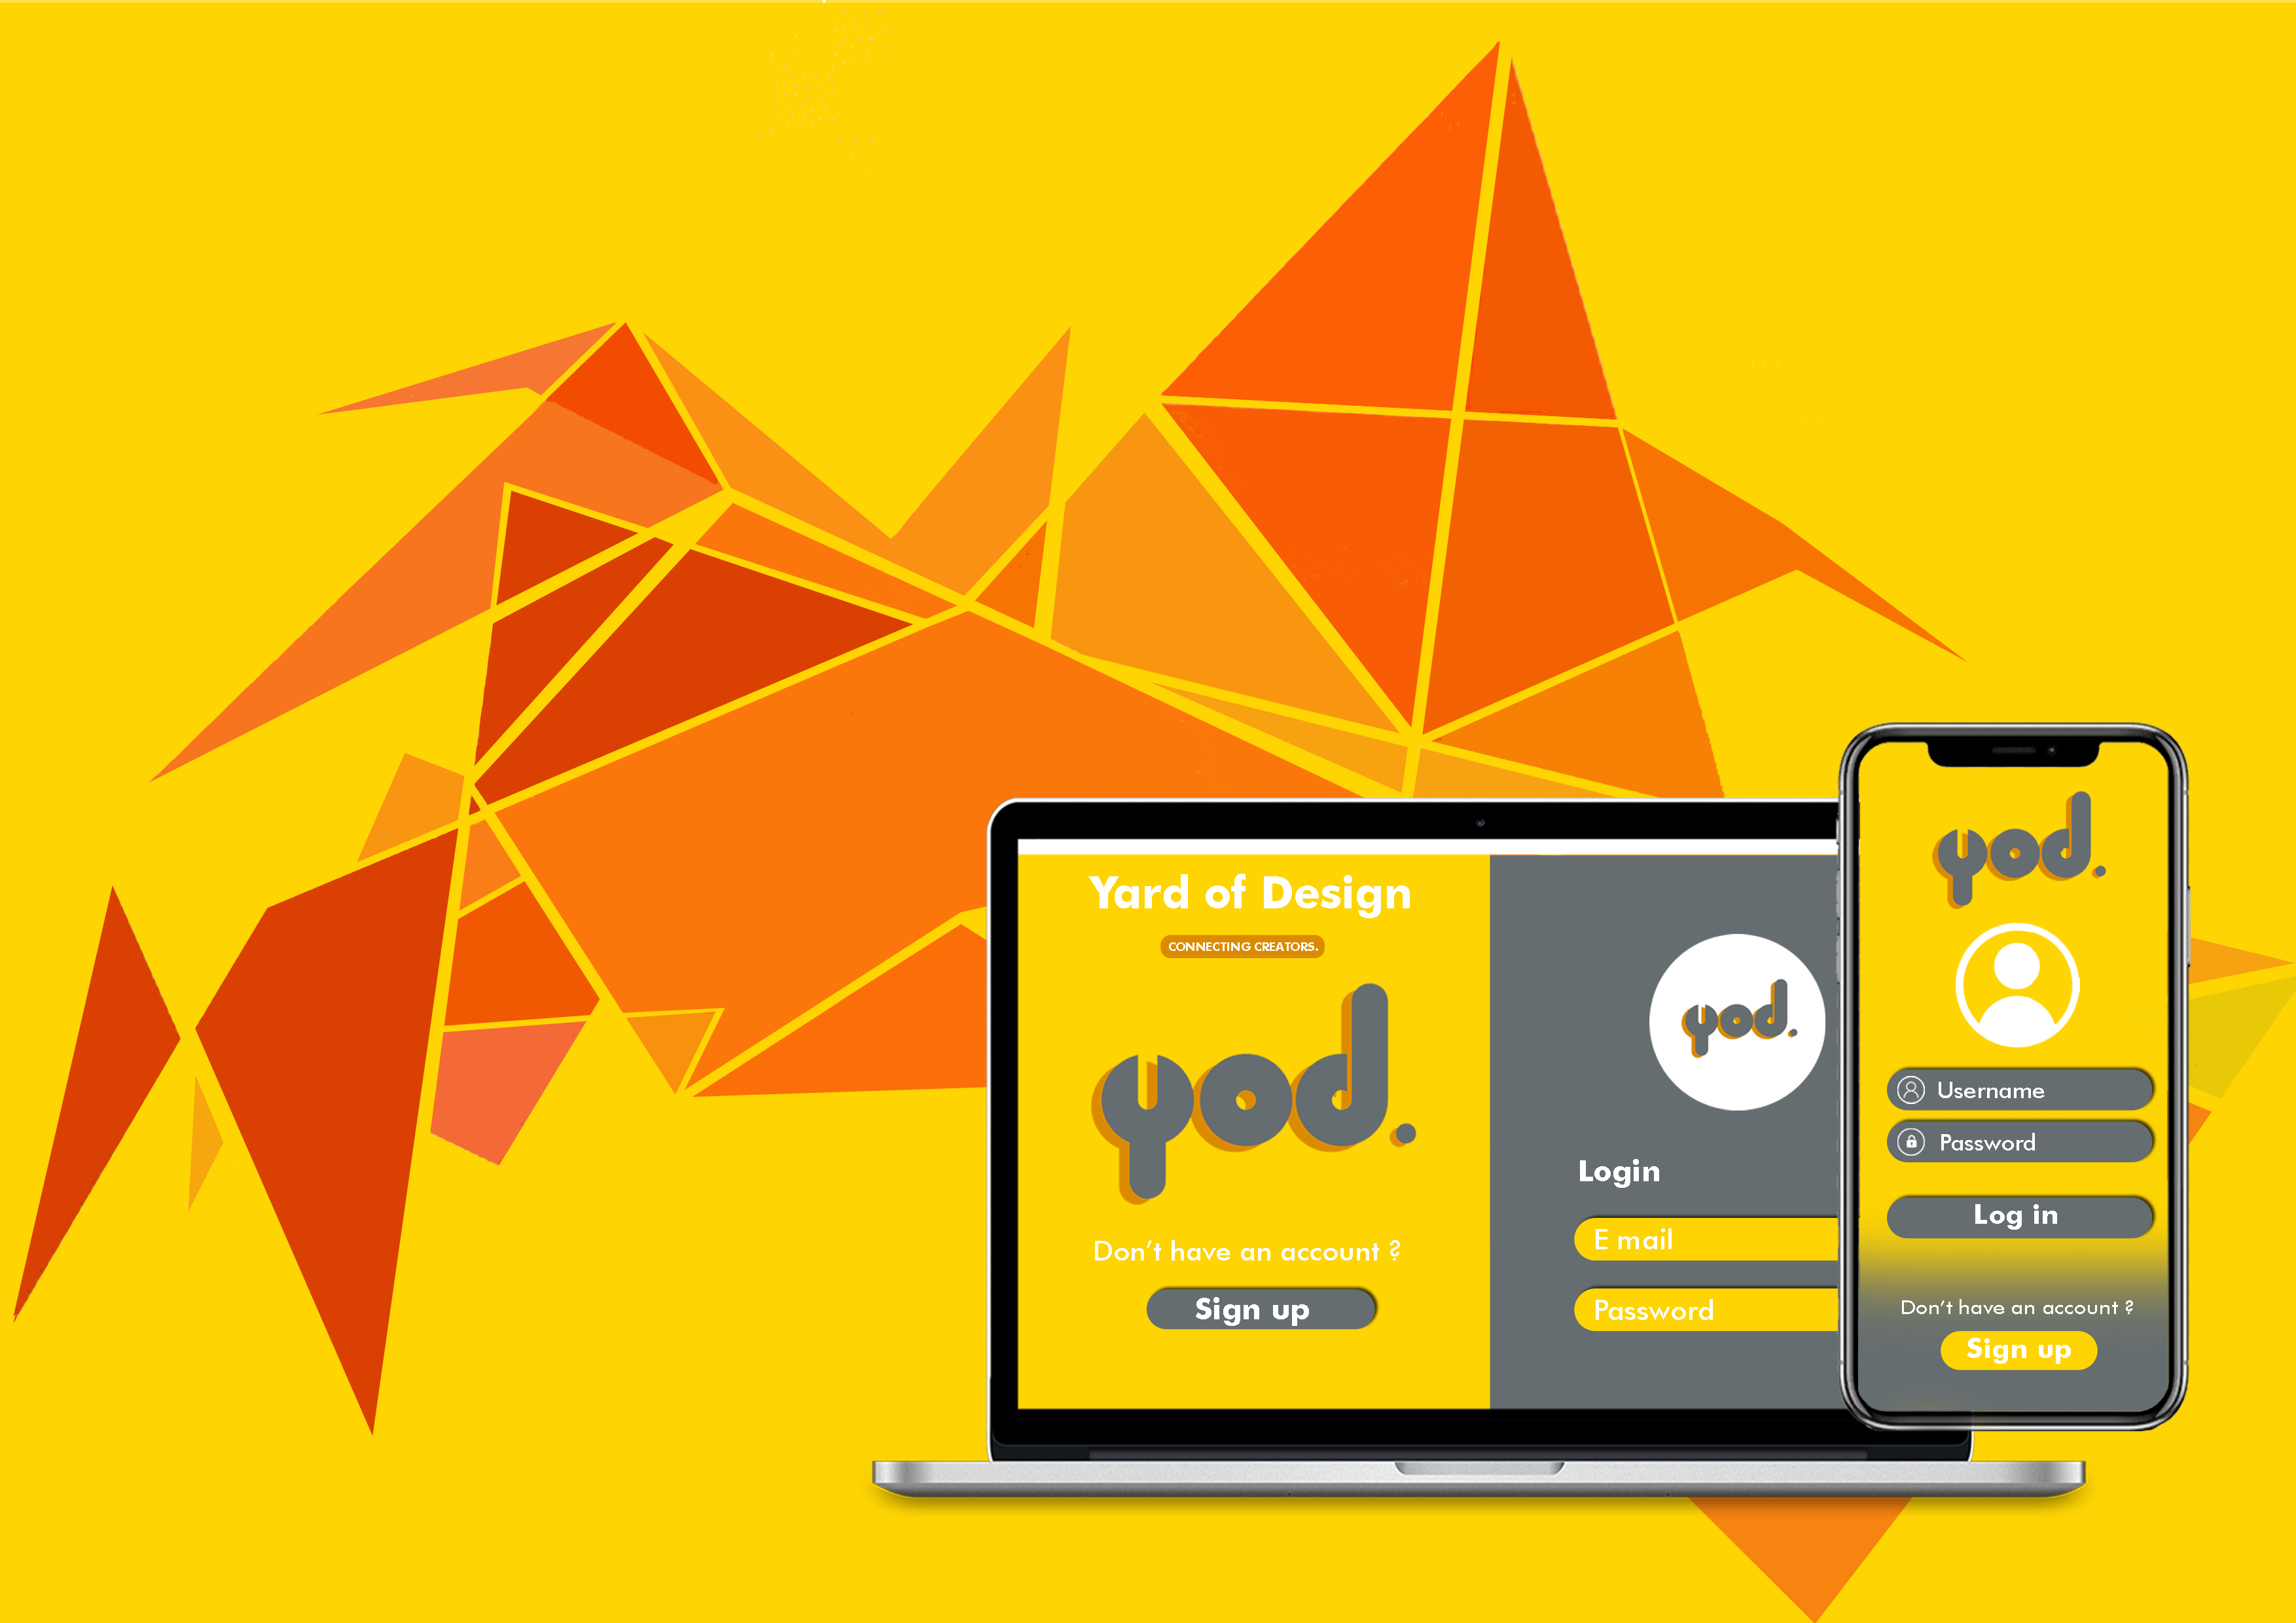 Yard of Design
CONNECTING CREATORS.
yod.
Don't have an account ?
Sign up
yod.
Login
E mail
Password
yod.
Username
Password
Log in
Don't have an account ?
Sign up